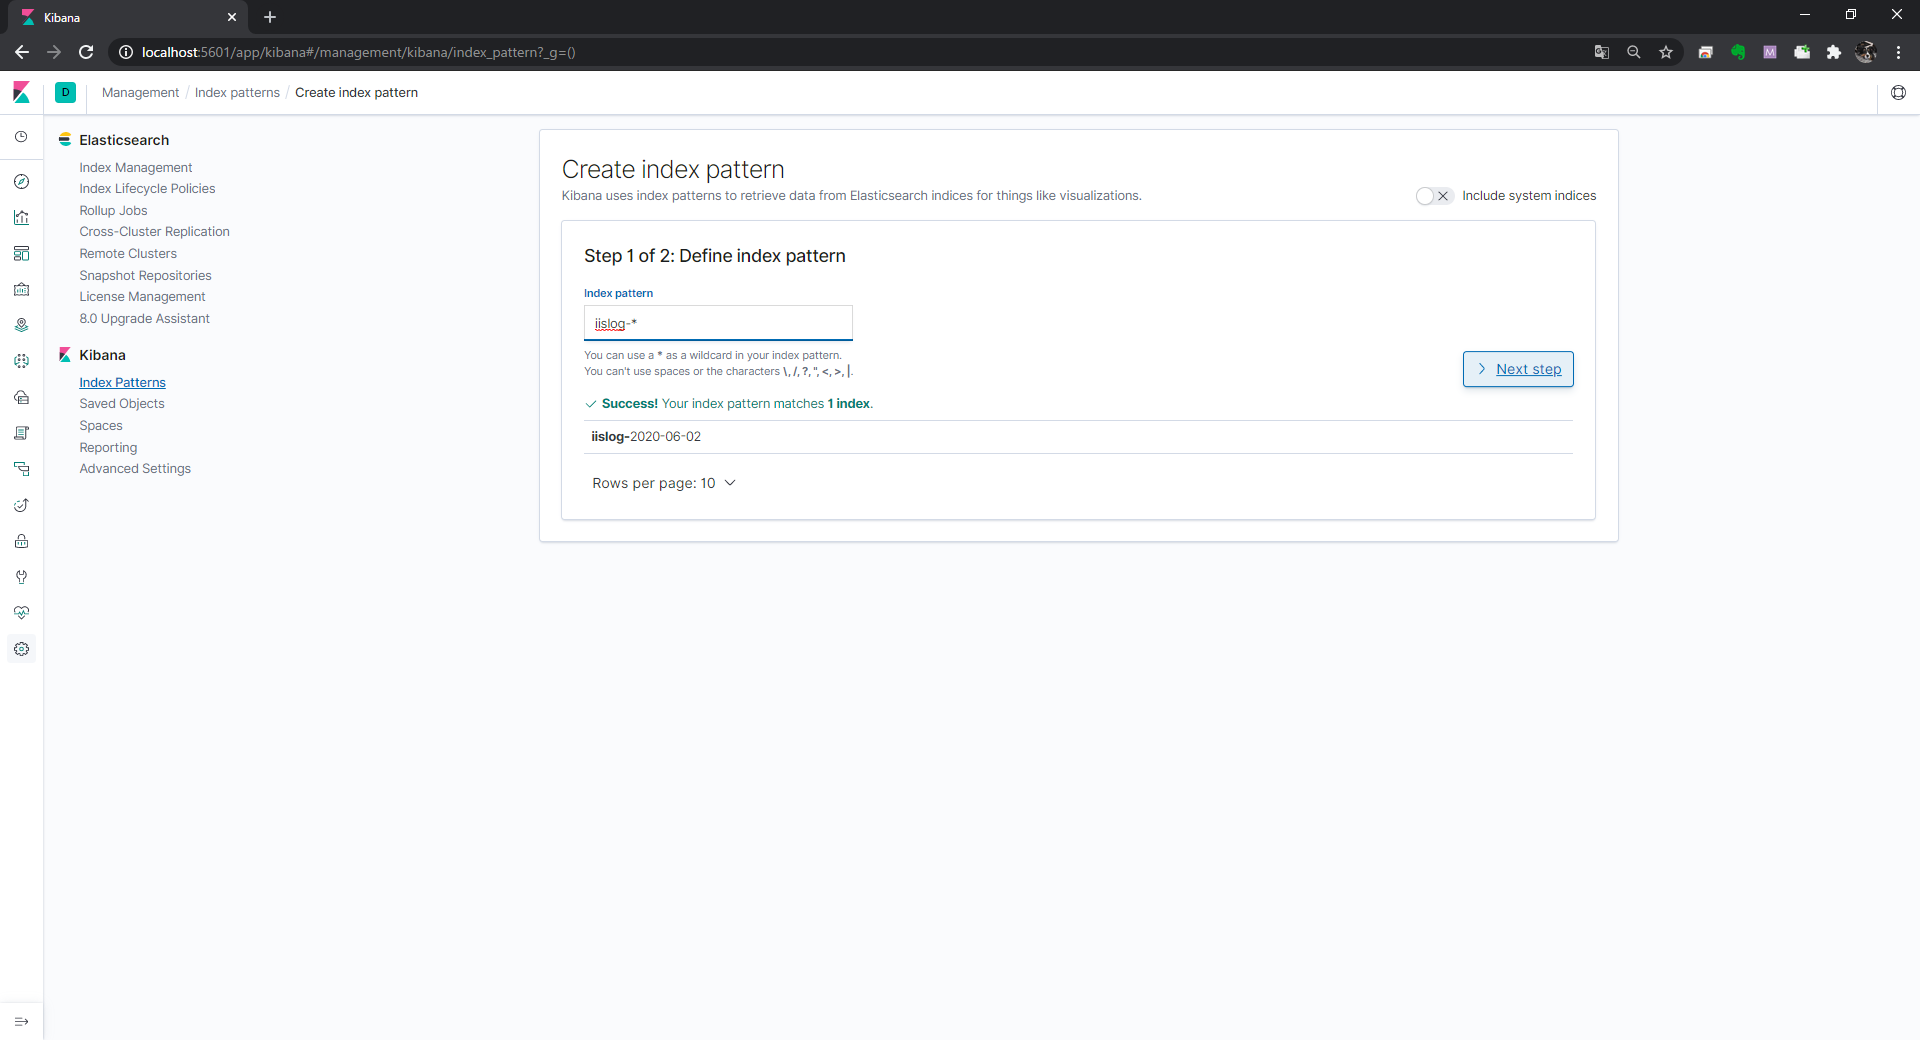 Kibana
localhost:5601/app/kibana#/management/kibana/index_pattern?_g=()
D
Management / Index patterns / Create index pattern
Elasticsearch
Index Management
Index Lifecycle Policies
Rollup Jobs
Cross-Cluster Replication
Remote Clusters
Snapshot Repositories
License Management
8.0 Upgrade Assistant
Kibana
Index Patterns
Saved Objects
Spaces
Reporting
Advanced Settings
Create index pattern
Kibana uses index patterns to retrieve data from Elasticsearch indices for things like visualizations.
Include system indices
Step 1 of 2: Define index pattern
Index pattern
iislog-*
You can use a * as a wildcard in your index pattern.
You can't use spaces or the characters \, /, ?, ", <, >, |.
Next step
Success! Your index pattern matches 1 index.
iislog-2020-06-02
Rows per page: 10